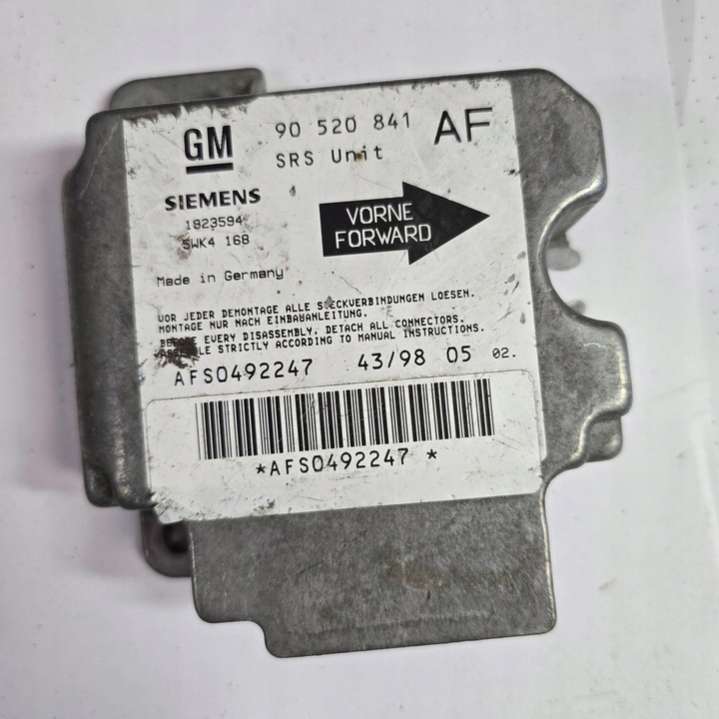 GM 90 520 841 AF
SRS Unit
SIEMENS
1823594
5WK4 168
VORNE
FORWARD
Made in Germany
VOR JEDER DEMONTAGE ALLE STECKVERBINDUNGEN LOESEN.
MONTAGE NUR NACH EINBAUANLEITUNG.
BEFORE EVERY DISASSEMBLY, DETACH ALL CONNECTORS.
ASSEMBLE STRICTLY ACCORDING TO MANUAL INSTRUCTIONS.
AFS0492247 43/98 05 02.
*AFS0492247 *